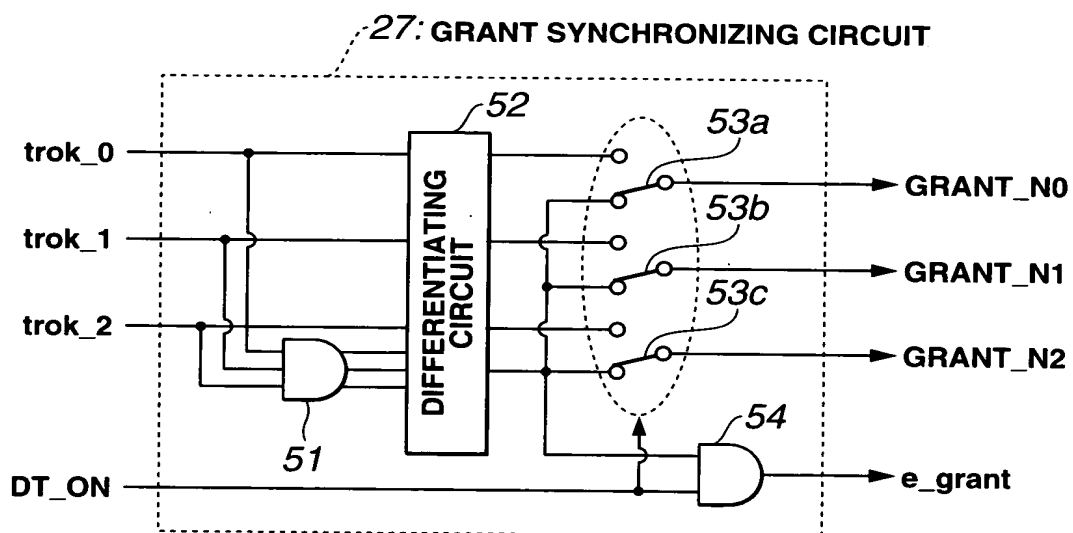 27: GRANT SYNCHRONIZING CIRCUIT
52
53a
trok_0
GRANT_N0
53b
trok_1
GRANT_N1
53c
trok_2
GRANT_N2
DIFFERENTIATING
CIRCUIT
51
54
DT_ON
e_grant